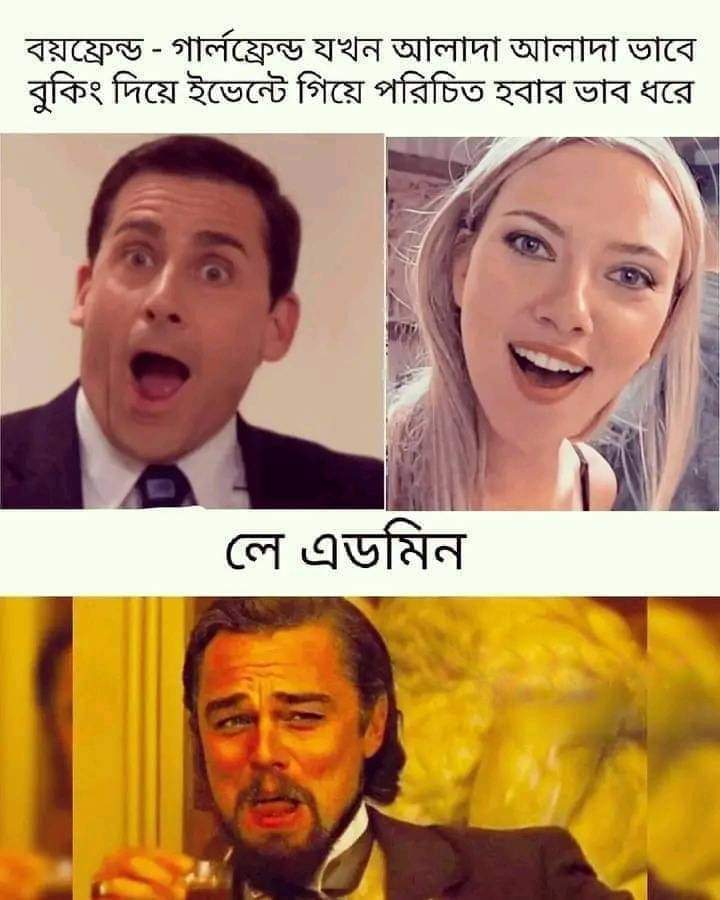 বয়ফ্রেন্ড - গার্লফ্রেন্ড যখন আলাদা আলাদা ভাবে
বুকিং দিয়ে ইভেন্টে গিয়ে পরিচিত হবার ভাব ধরে
লে এডমিন